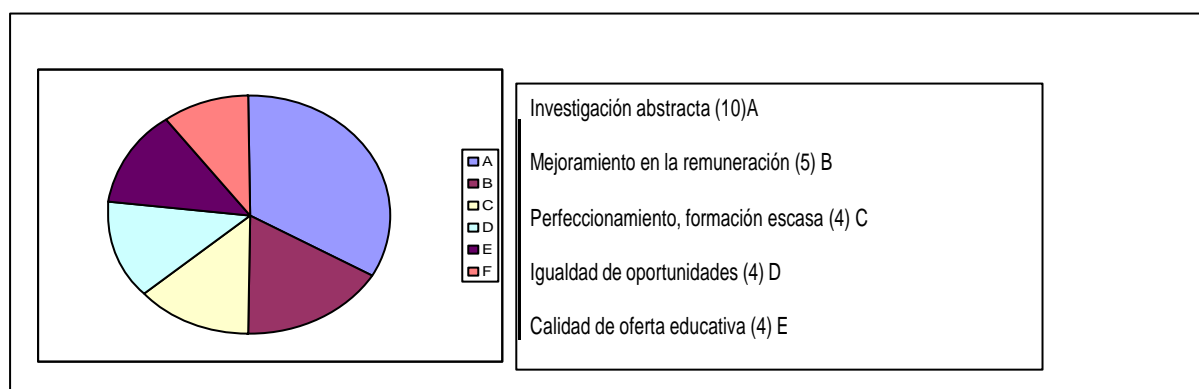 A
B
C
D
E
F
Investigación abstracta (10)A
Mejoramiento en la remuneración (5) B
Perfeccionamiento, formación escasa (4) C
Igualdad de oportunidades (4) D
Calidad de oferta educativa (4) E